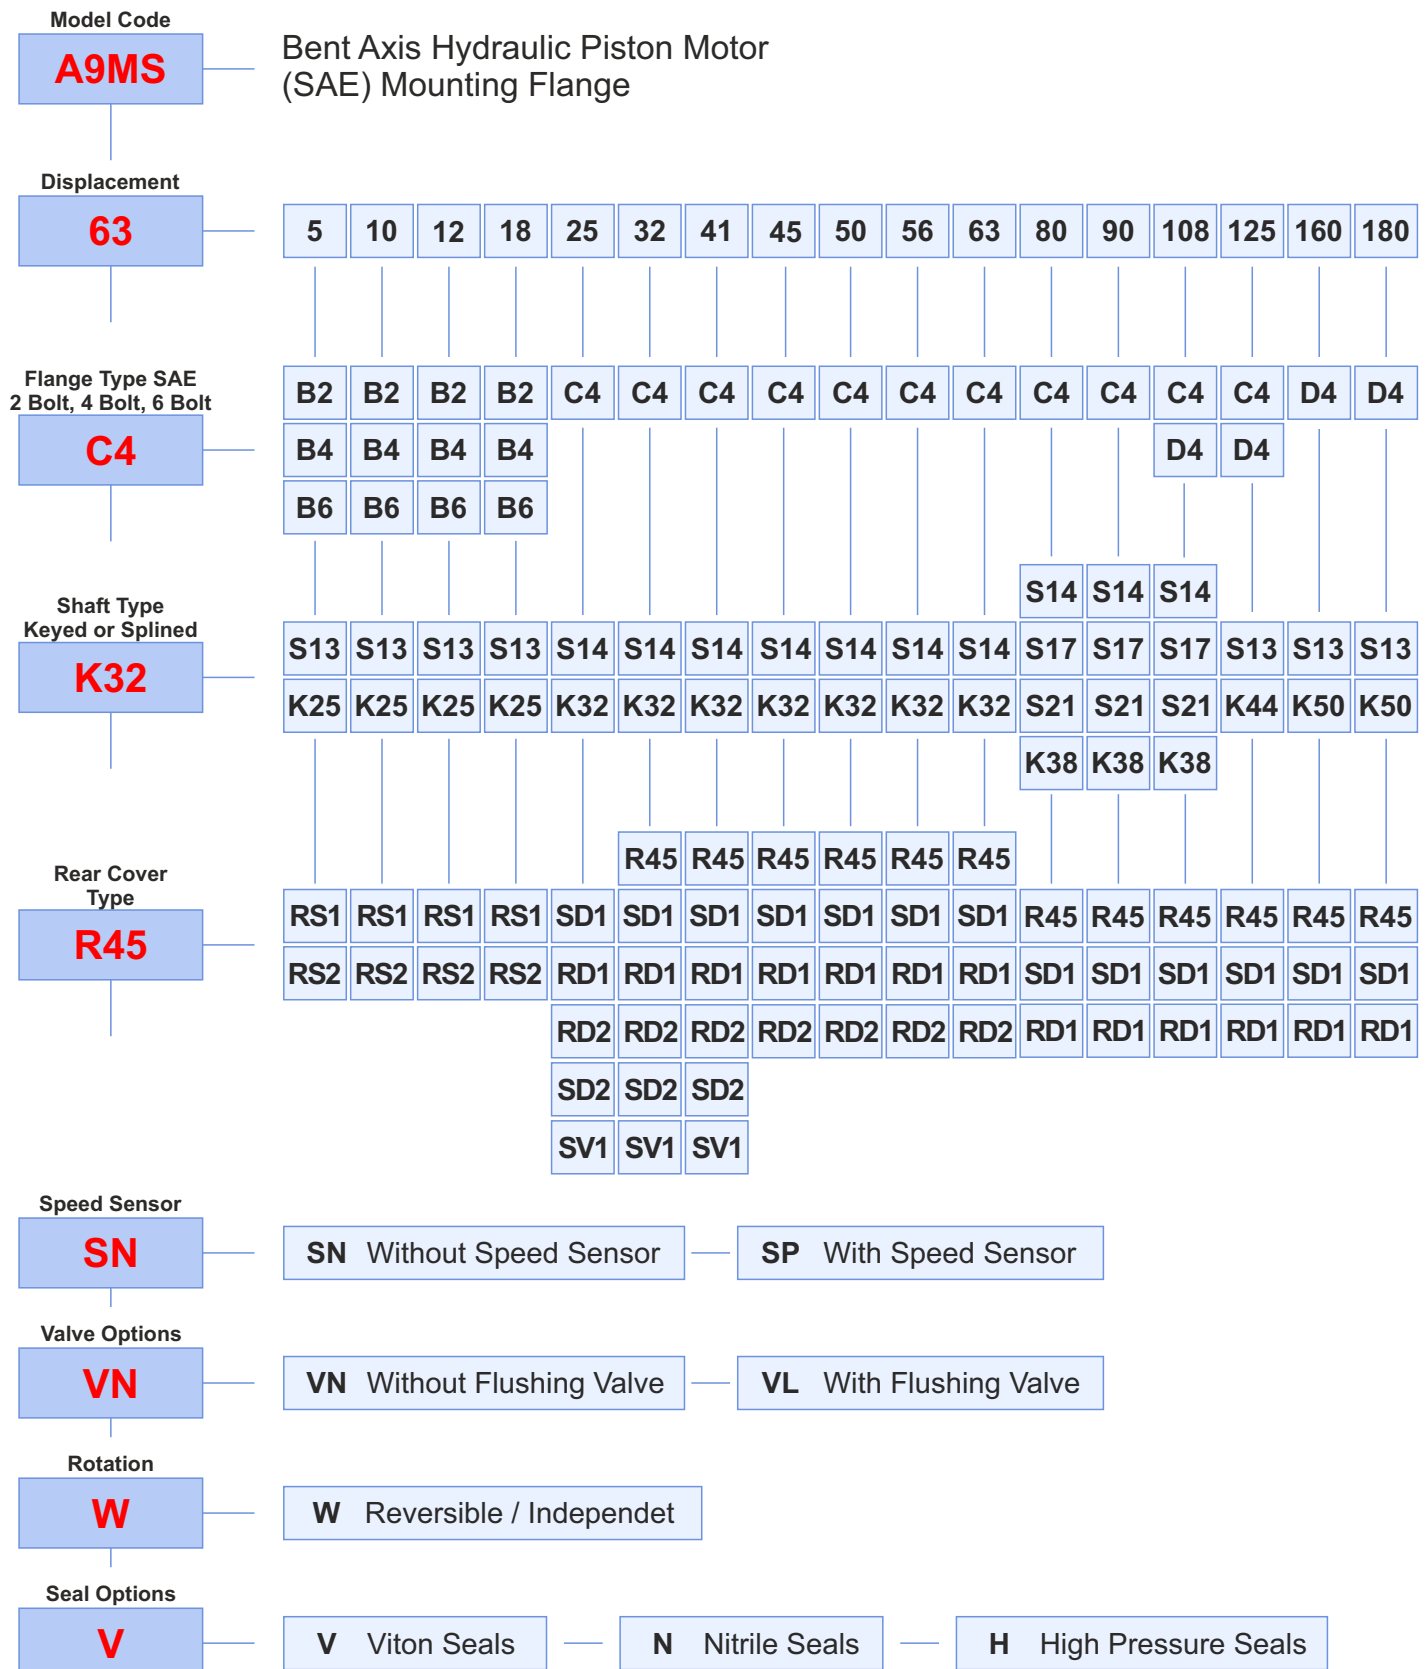 Model Code
A9MS
Bent Axis Hydraulic Piston Motor
(SAE) Mounting Flange
Displacement
63
5 10 12 18 25 32 41 45 50 56 63 80 90 108 125 160 180
Flange Type SAE
2 Bolt, 4 Bolt, 6 Bolt
C4
B2 B2 B2 B2 C4 C4 C4 C4 C4 C4 C4 C4 C4 C4 C4 D4 D4
B4 B4 B4 B4 D4 D4
B6 B6 B6 B6
Shaft Type
Keyed or Splined
K32
S14 S14 S14
S13 S13 S13 S13 S14 S14 S14 S14 S14 S14 S14 S17 S17 S17 S13 S13 S13
K25 K25 K25 K25 K32 K32 K32 K32 K32 K32 K32 S21 S21 S21 K44 K50 K50
K38 K38 K38
Rear Cover
Type
R45
R45 R45 R45 R45 R45 R45
RS1 RS1 RS1 RS1 SD1 SD1 SD1 SD1 SD1 SD1 SD1 R45 R45 R45 R45 R45 R45
RS2 RS2 RS2 RS2 RD1 RD1 RD1 RD1 RD1 RD1 RD1 SD1 SD1 SD1 SD1 SD1 SD1
RD2 RD2 RD2 RD2 RD2 RD2 RD2 RD1 RD1 RD1 RD1 RD1 RD1
SD2 SD2 SD2
SV1 SV1 SV1
Speed Sensor
SN
SN Without Speed Sensor
SP With Speed Sensor
Valve Options
VN
VN Without Flushing Valve
VL With Flushing Valve
Rotation
W
W Reversible / Independet
Seal Options
V
V Viton Seals
N Nitrile Seals
H High Pressure Seals